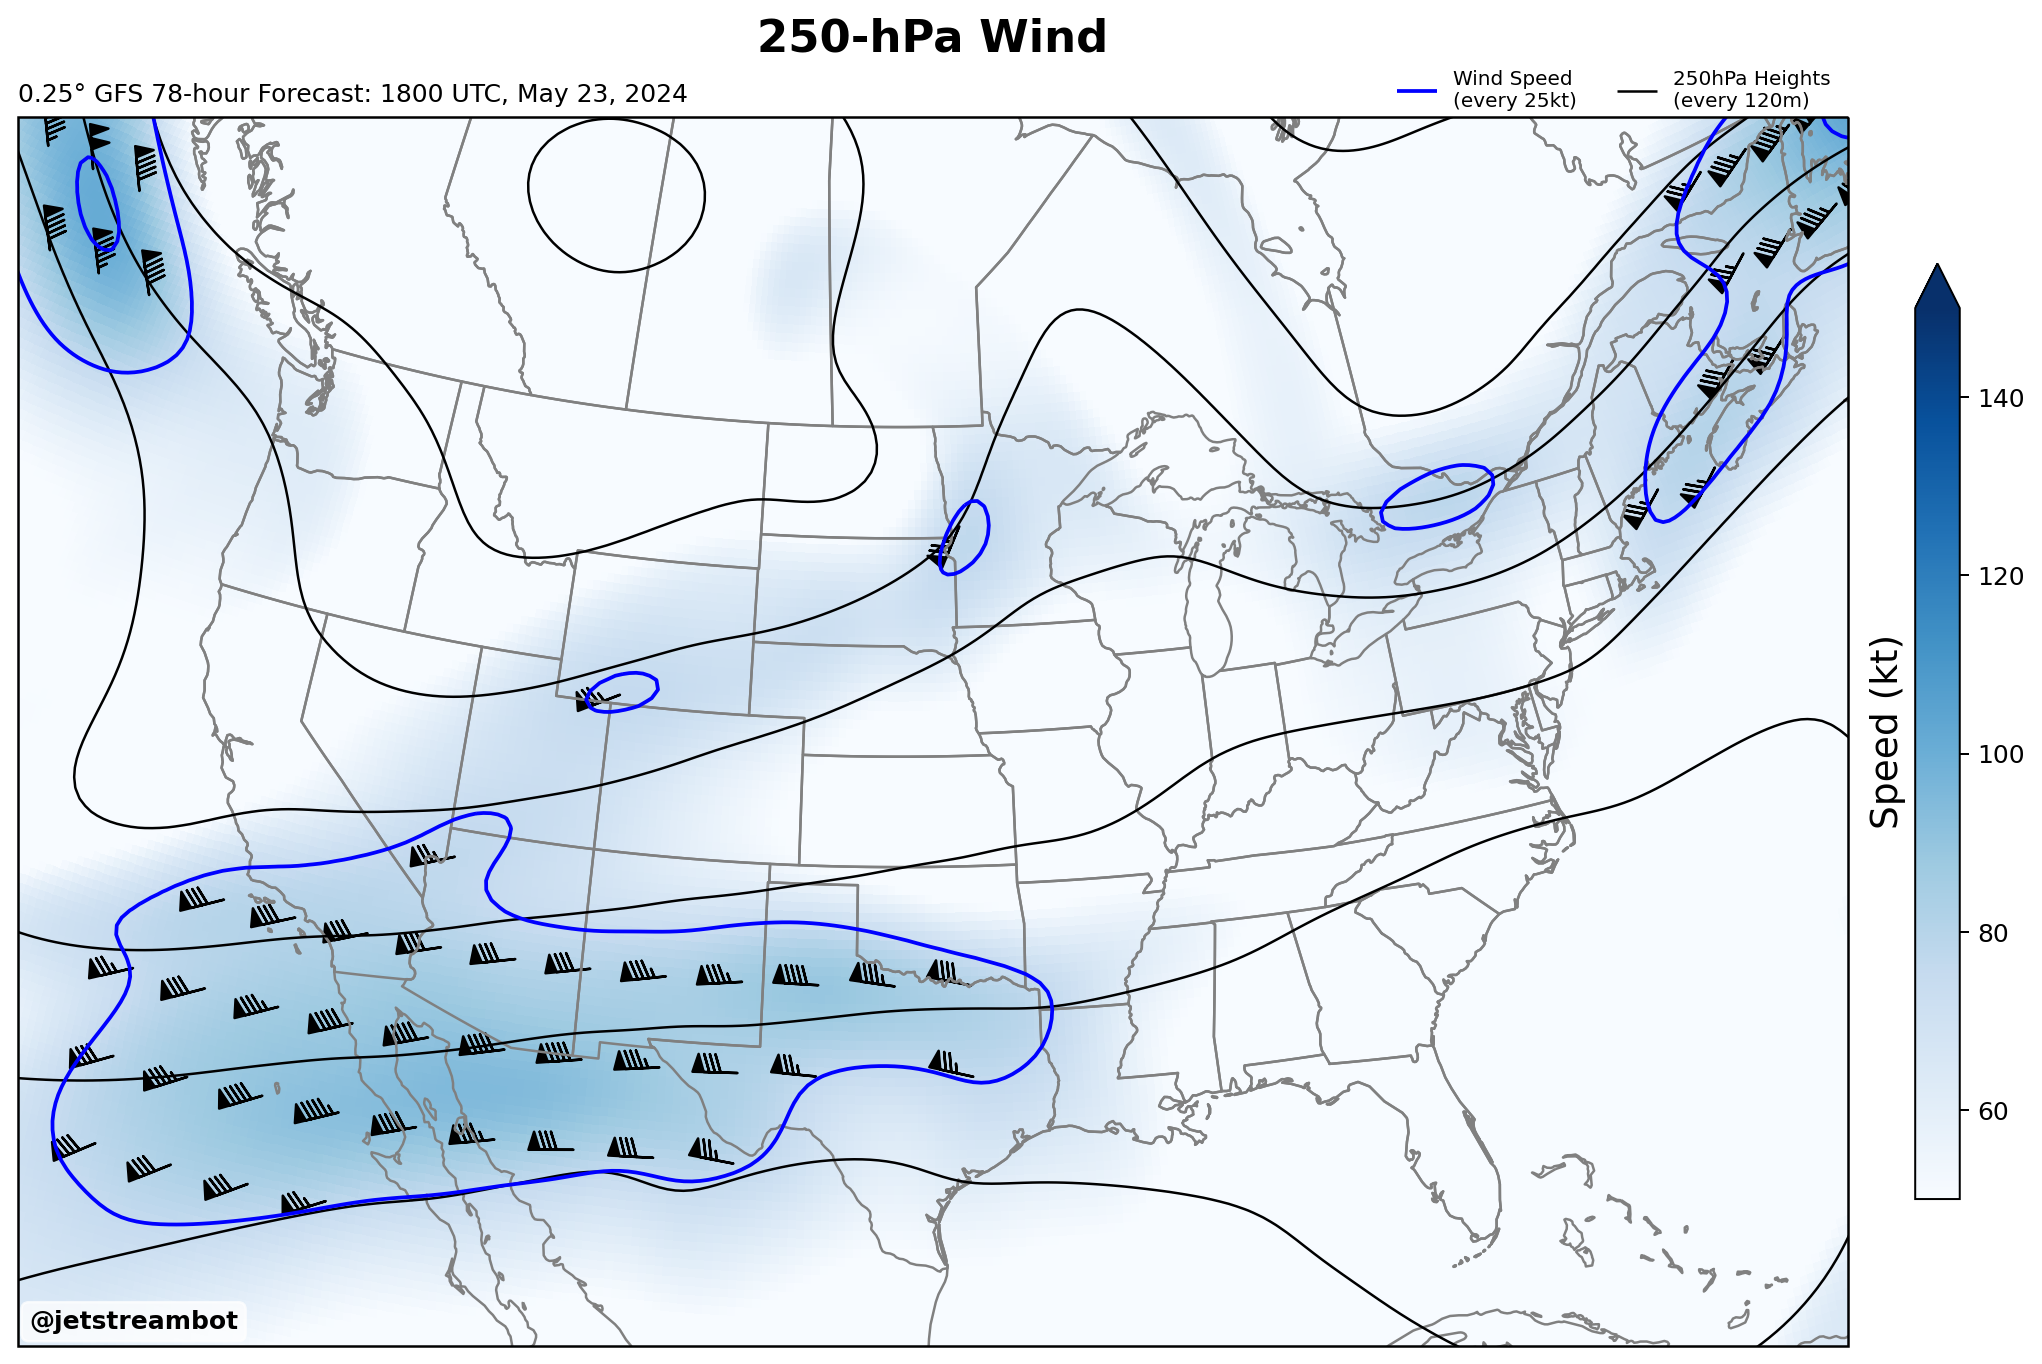 250-hPa Wind
0.25° GFS 78-hour Forecast: 1800 UTC, May 23, 2024
Wind Speed
(every 25kt)
250hPa Heights
(every 120m)
140
120
100
80
60
Speed (kt)
@jetstreambot